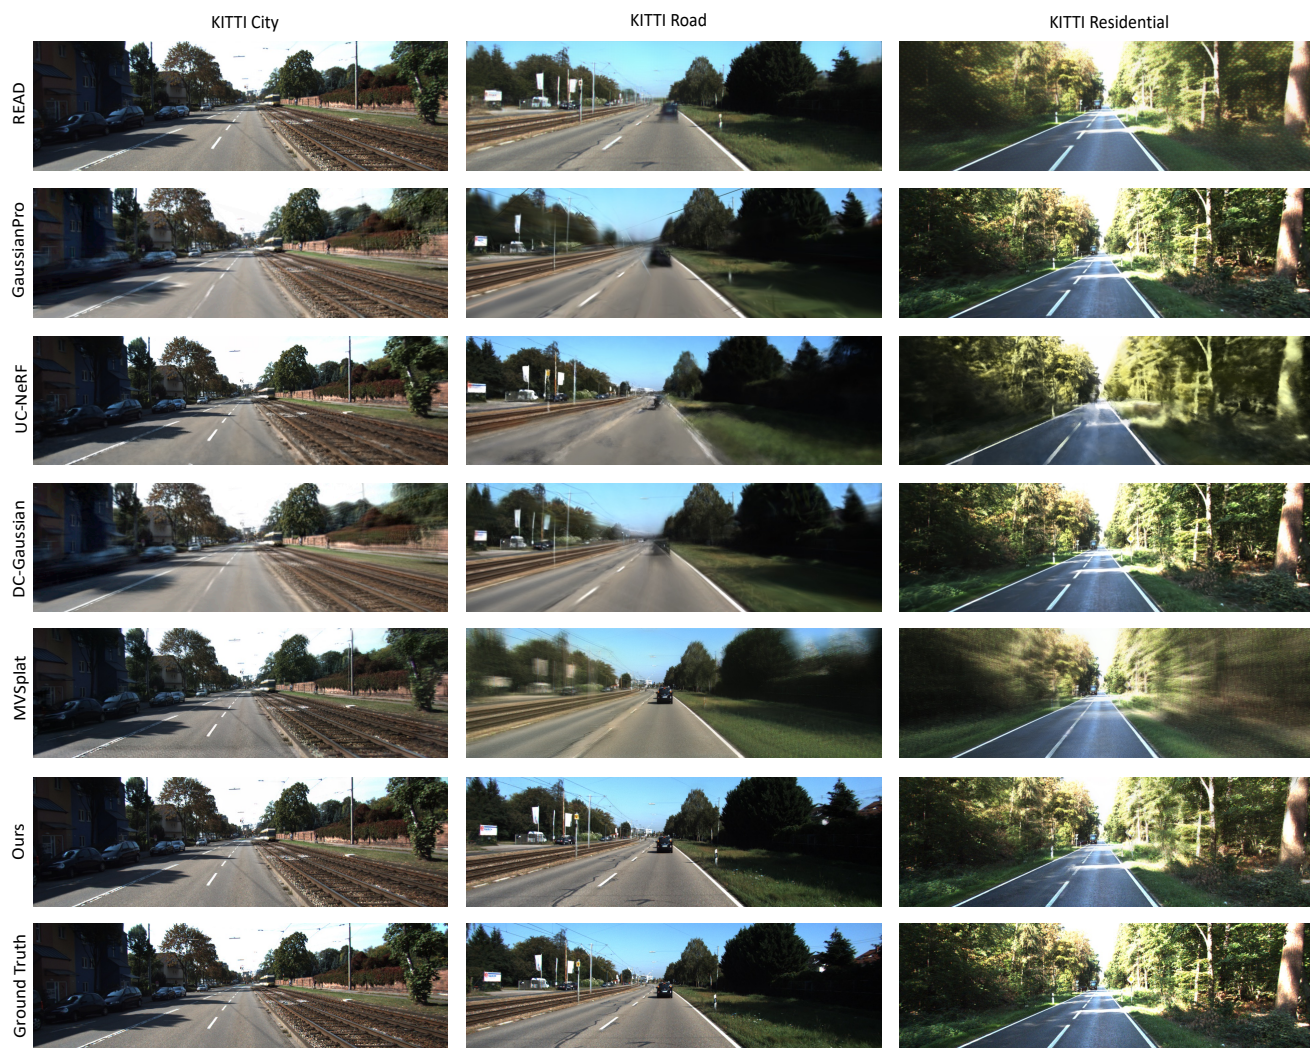 KITTI City
KITTI Road
KITTI Residential
READ
GaussianPro
UC-NeRF
DC-Gaussian
MVSplat
Ours
Ground Truth